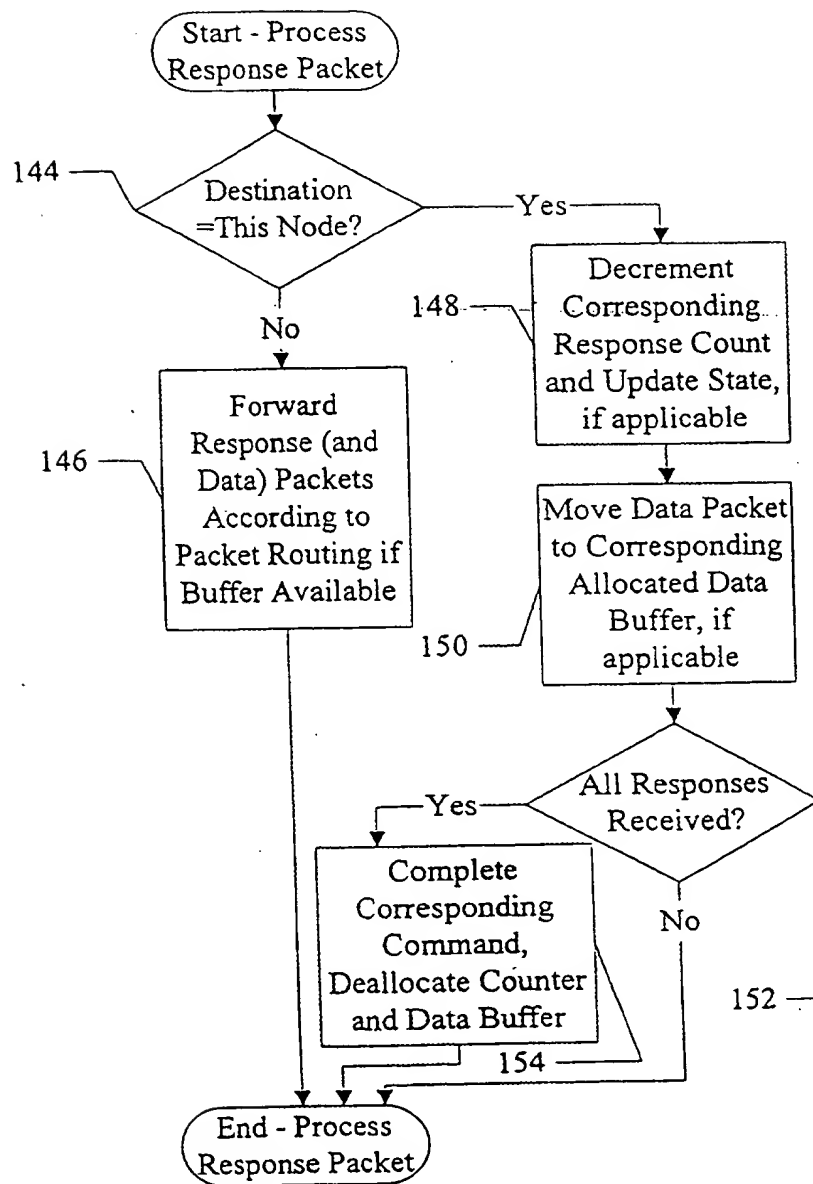 Start - Process
Response Packet
144
Destination
=This Node?
Yes
No
148
Decrement
Corresponding
Response Count
and Update State,
if applicable
146
Forward
Response (and
Data) Packets
According to
Packet Routing if
Buffer Available
150
Move Data Packet
to Corresponding
Allocated Data
Buffer, if
applicable
All Responses
Received?
Yes
No
Complete
Corresponding
Command,
Deallocate Counter
and Data Buffer
152
154
End - Process
Response Packet